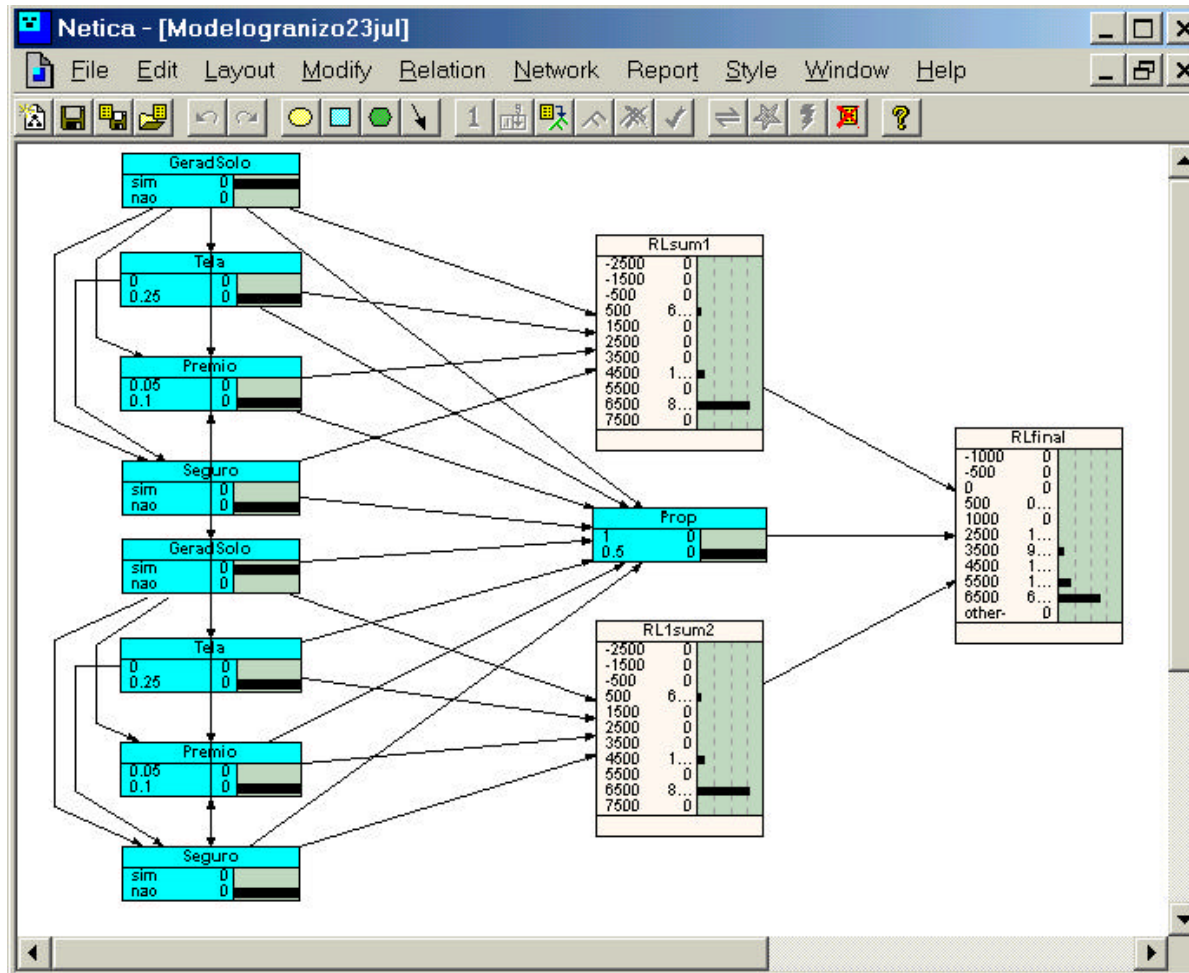 Netica - [Modelogranizo23jul]
File Edit Layout Modify Relation Network Report Style Window Help
1 ?
GeradSolo
sim 0
nao 0
Tela
0 0
0.25 0
Premio
0.05 0
0.1 0
Seguro
sim 0
nao 0
GeradSolo
sim 0
nao 0
Tela
0 0
0.25 0
Premio
0.05 0
0.1 0
Seguro
sim 0
nao 0
RLsum1
-2500 0
-1500 0
-500 0
500 6...
1500 0
2500 0
3500 0
4500 1...
5500 0
6500 8...
7500 0
Prop
1 0
0.5 0
RL1sum2
-2500 0
-1500 0
-500 0
500 6...
1500 0
2500 0
3500 0
4500 1...
5500 0
6500 8...
7500 0
RLfinal
-1000 0
-500 0
0 0
500 0...
1000 0
2500 1...
3500 9...
4500 1...
5500 1...
6500 6...
other- 0